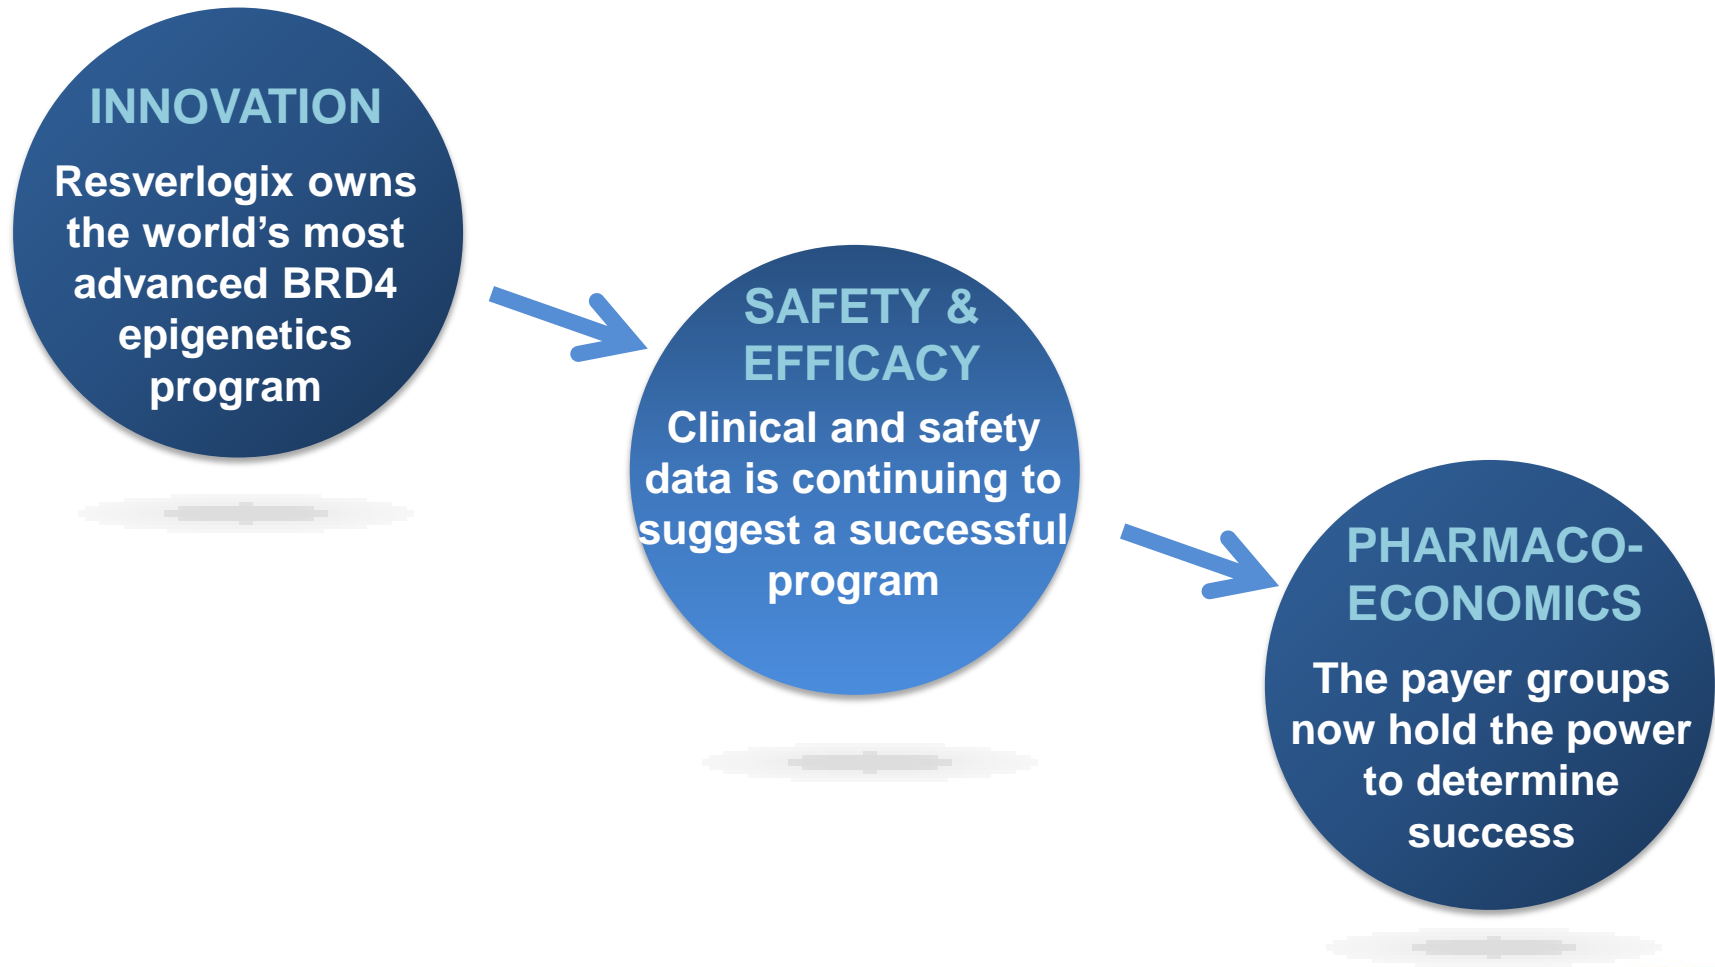 INNOVATION
Resverlogix owns
the world’s most
advanced BRD4
epigenetics
program
SAFETY &
EFFICACY
Clinical and safety
data is continuing to
suggest a successful
program
PHARMACO-
ECONOMICS
The payer groups
now hold the power
to determine
success